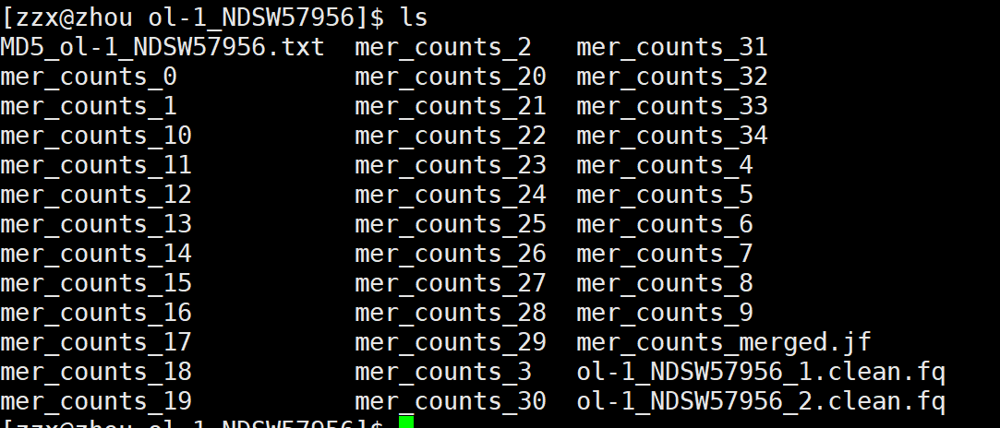 [zzx@zhou ol-1_NDSW57956]$ ls
MD5_ol-1_NDSW57956.txt  mer_counts_2   mer_counts_31
mer_counts_0            mer_counts_20  mer_counts_32
mer_counts_1            mer_counts_21  mer_counts_33
mer_counts_10           mer_counts_22  mer_counts_34
mer_counts_11           mer_counts_23  mer_counts_4
mer_counts_12           mer_counts_24  mer_counts_5
mer_counts_13           mer_counts_25  mer_counts_6
mer_counts_14           mer_counts_26  mer_counts_7
mer_counts_15           mer_counts_27  mer_counts_8
mer_counts_16           mer_counts_28  mer_counts_9
mer_counts_17           mer_counts_29  mer_counts_merged.jf
mer_counts_18           mer_counts_3   ol-1_NDSW57956_1.clean.fq
mer_counts_19           mer_counts_30  ol-1_NDSW57956_2.clean.fq
[zzx@zhou ol-1_NDSW57956]$